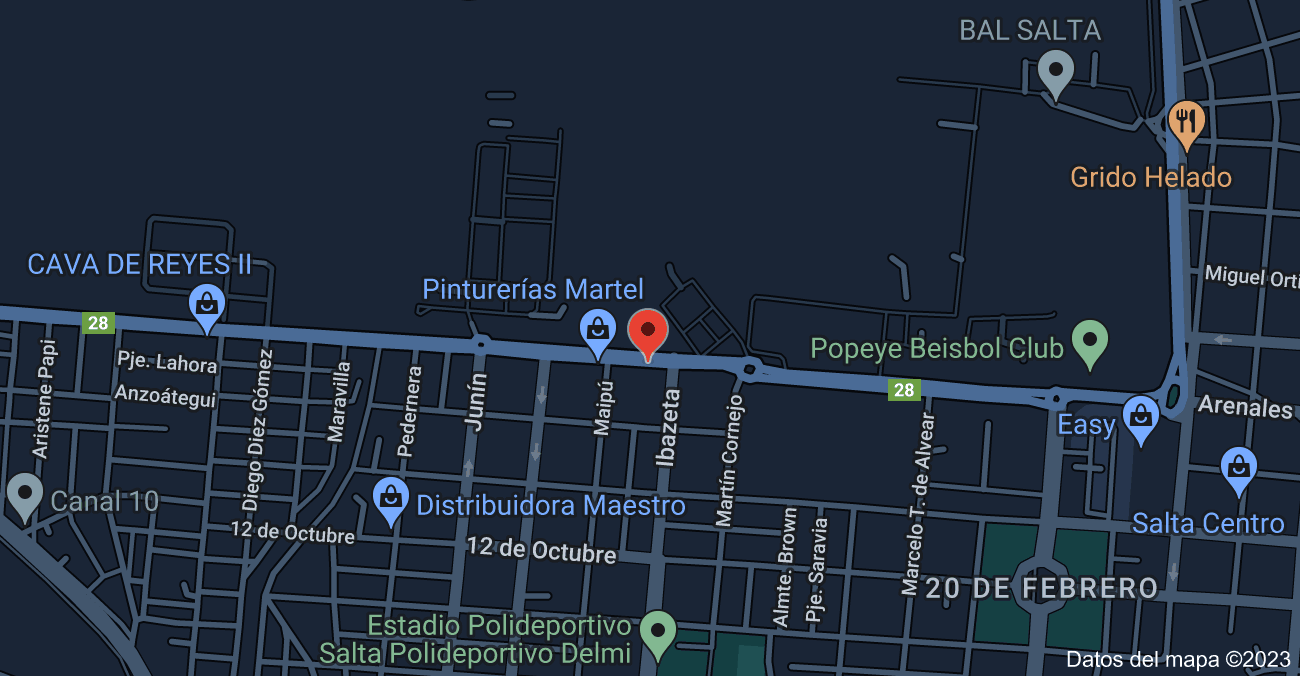 BAL SALTA
Grido Helado
CAVA DE REYES II
Pinturerías Martel
Miguel Orti
28
Popeye Beisbol Club
Pje. Lahora
Anzoátegui
Aristene Papi
Diego Diez Gómez
Maravilla
Pedernera
Junín
Maipú
Ibazeta
Martín Cornejo
28
Marcelo T. de Alvear
Easy
Arenales
Canal 10
Distribuidora Maestro
Salta Centro
12 de Octubre
12 de Octubre
Almte. Brown
Pje. Saravia
20 DE FEBRERO
Estadio Polideportivo
Salta Polideportivo Delmi
Datos del mapa ©2023